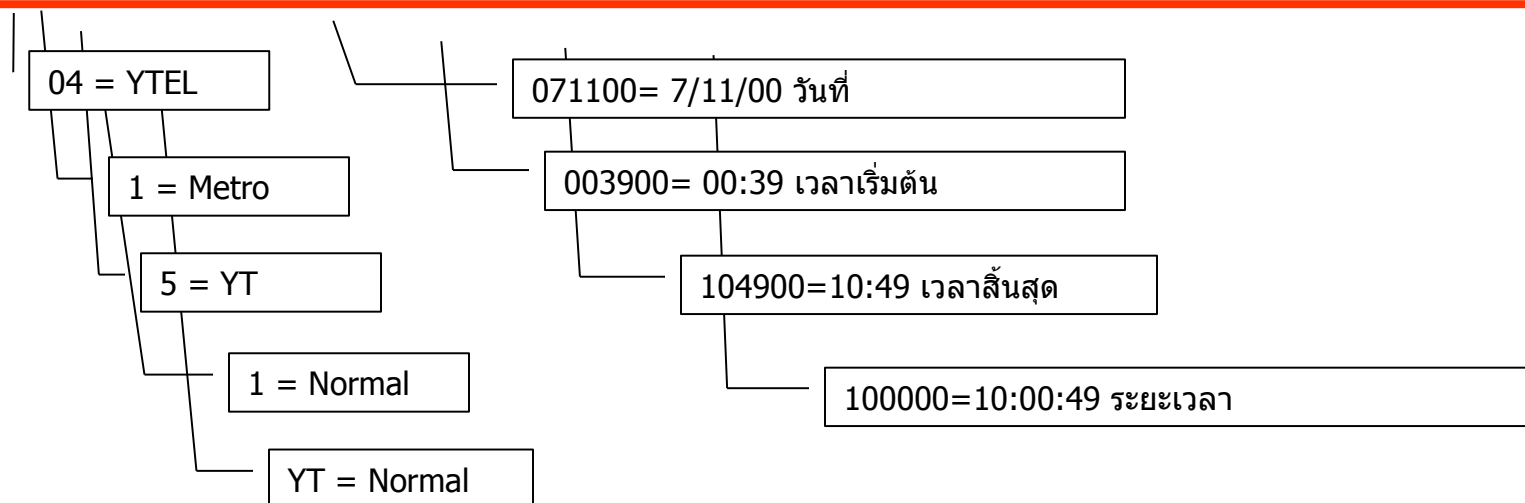 04 = YTEL
1 = Metro
5 = YT
1 = Normal
YT = Normal
071100= 7/11/00 วันที่
003900= 00:39 เวลาเริ่มต้น
104900=10:49 เวลาสิ้นสุด
100000=10:00:49 ระยะเวลา